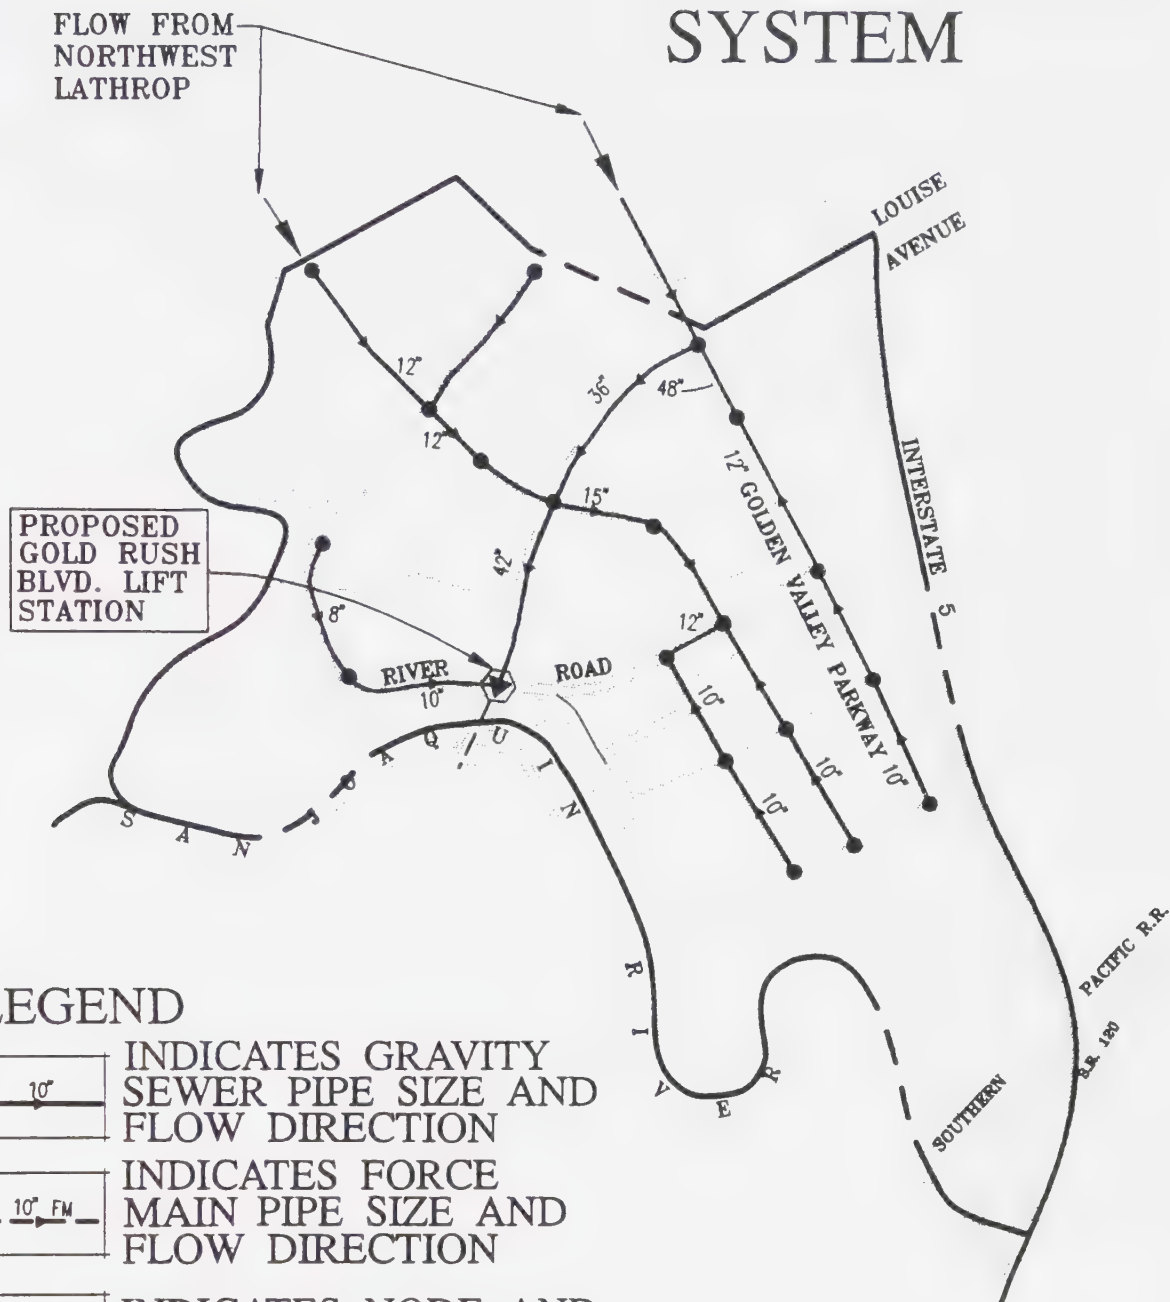 SYSTEM
FLOW FROM
NORTHWEST
LATHROP
LOUISE
AVENUE
12"
12"
36"
48"
15"
42"
12" GOLDEN VALLEY PARKWAY 10"
INTERSTATE 5
PROPOSED
GOLD RUSH
BLVD. LIFT
STATION
8"
RIVER ROAD
10"
12"
10"
10"
10"
SAN JOAQUIN RIVER
SOUTHERN PACIFIC R.R.
S.R. 120
LEGEND
10"
INDICATES GRAVITY
SEWER PIPE SIZE AND
FLOW DIRECTION
10" FM
INDICATES FORCE
MAIN PIPE SIZE AND
FLOW DIRECTION
INDICATES NODE AND